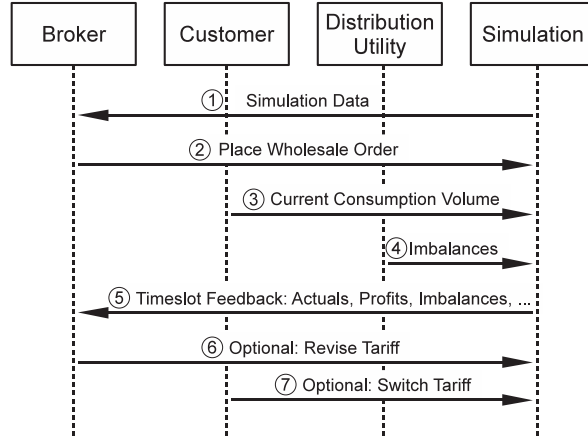 Broker
Customer
Distribution
Utility
Simulation
① Simulation Data
② Place Wholesale Order
③ Current Consumption Volume
④ Imbalances
⑤ Timeslot Feedback: Actuals, Profits, Imbalances, ...
⑥ Optional: Revise Tariff
⑦ Optional: Switch Tariff